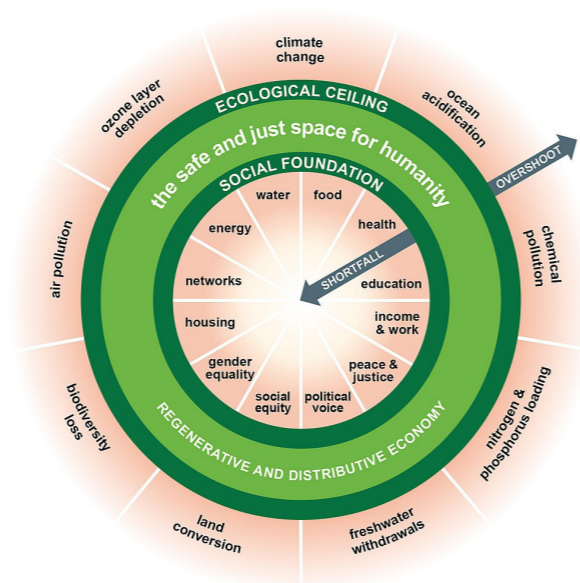 climate
change
ocean
acidification
chemical
pollution
nitrogen &
phosphorus loading
freshwater
withdrawals
land
conversion
biodiversity
loss
air pollution
ozone layer
depletion
ECOLOGICAL CEILING
the safe and just space for humanity
OVERSHOOT
SOCIAL FOUNDATION
water
food
health
SHORTFALL
education
income
& work
peace &
justice
political
voice
social
equity
gender
equality
housing
networks
energy
REGENERATIVE AND DISTRIBUTIVE ECONOMY